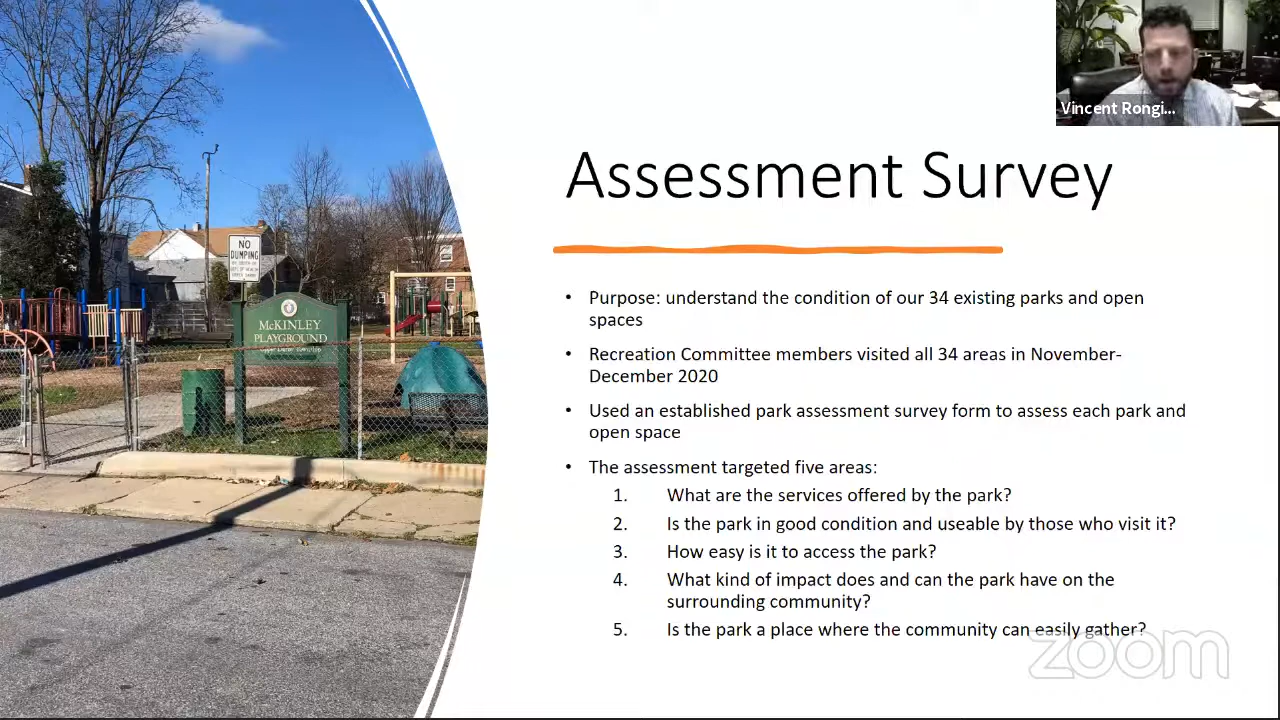 Vincent Rongi...
Assessment Survey
NO
DUMPING
McKINLEY
PLAYGROUND
Upper Darby Township
• Purpose: understand the condition of our 34 existing parks and open
spaces
• Recreation Committee members visited all 34 areas in November-
December 2020
• Used an established park assessment survey form to assess each park and
open space
• The assessment targeted five areas:
1. What are the services offered by the park?
2. Is the park in good condition and useable by those who visit it?
3. How easy is it to access the park?
4. What kind of impact does and can the park have on the
surrounding community?
5. Is the park a place where the community can easily gather?
zoom